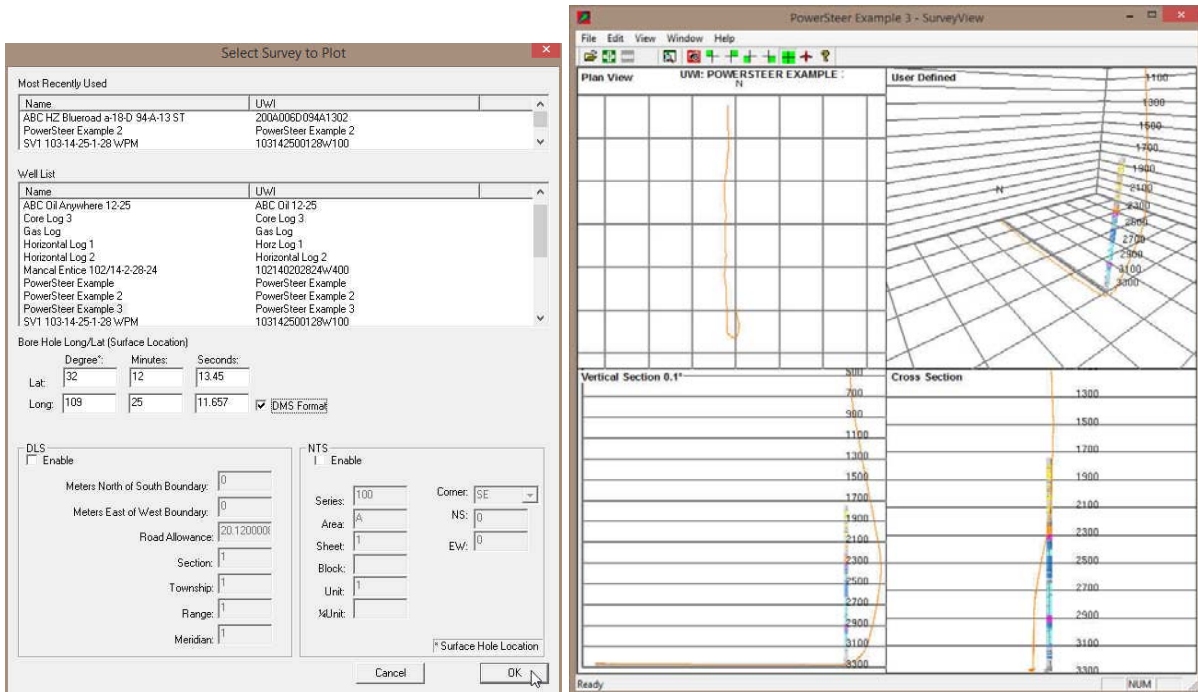 Select Survey to Plot
Most Recently Used
Name UWI
ABC HZ Blueroad a-18-D 94-A-13 ST 200A006D094A1302
PowerSteer Example 2 PowerSteer Example 2
SV1 103-14-25-1-28 WPM 103142500128W100
Well List
Name UWI
ABC Oil Anywhere 12-25 ABC Oil 12-25
Core Log 3 Core Log 3
Gas Log Gas Log
Horizontal Log 1 Horz Log 1
Horizontal Log 2 Horizontal Log 2
Mancal Entice 102/14-2-28-24 102140202824W400
PowerSteer Example PowerSteer Example
PowerSteer Example 2 PowerSteer Example 2
PowerSteer Example 3 PowerSteer Example 3
SV1 103-14-25-1-28 WPM 103142500128W100
Bore Hole Long/Lat (Surface Location)
Degree*: Minutes: Seconds:
Lat: 32 12 13.45
Long: 109 25 11.657 DMS Format
DLS
Enable
Meters North of South Boundary: 0
Meters East of West Boundary: 0
Road Allowance: 20.120000
Section: 1
Township: 1
Range: 1
Meridian: 1
NTS
Enable
Series: 100
Area: A
Sheet: 1
Block:
Unit: 1
¼Unit:
Corner: SE
NS: 0
EW: 0
* Surface Hole Location
Cancel OK
PowerSteer Example 3 - SurveyView
File Edit View Window Help
Plan View UWI: POWERSTEER EXAMPLE
N
User Defined
N
1100
1300
1500
1700
1900
2100
2300
2500
2700
2900
3100
3300
Vertical Section 0.1°
500
700
900
1100
1300
1500
1700
1900
2100
2300
2500
2700
2900
3100
3300
Cross Section
1300
1500
1900
2100
2300
2500
2900
3300
Ready NUM